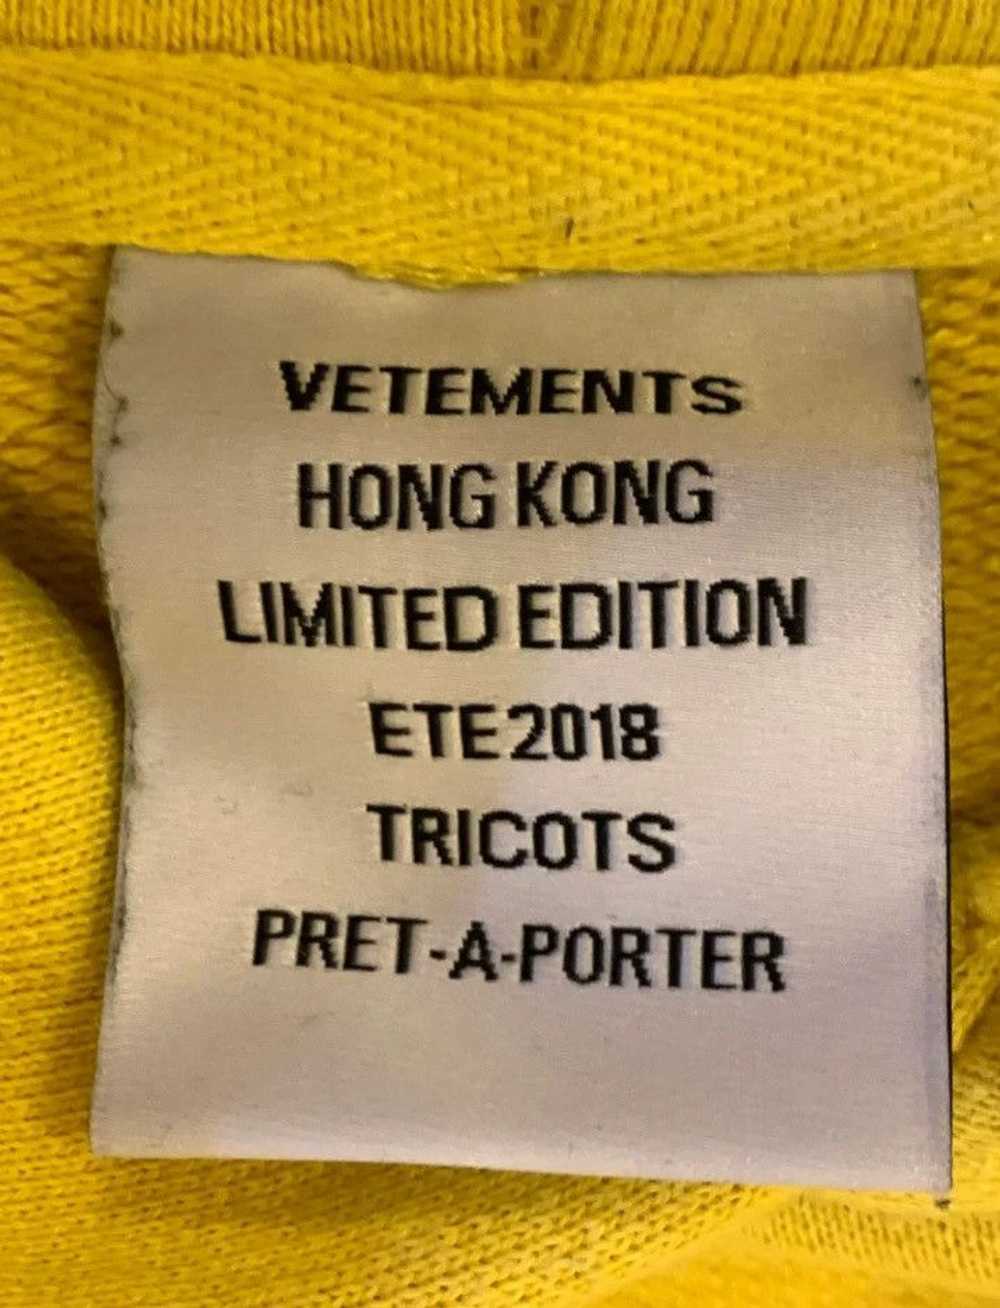 VETEMENTS
HONG KONG
LIMITED EDITION
ETE 2018
TRICOTS
PRET-A-PORTER